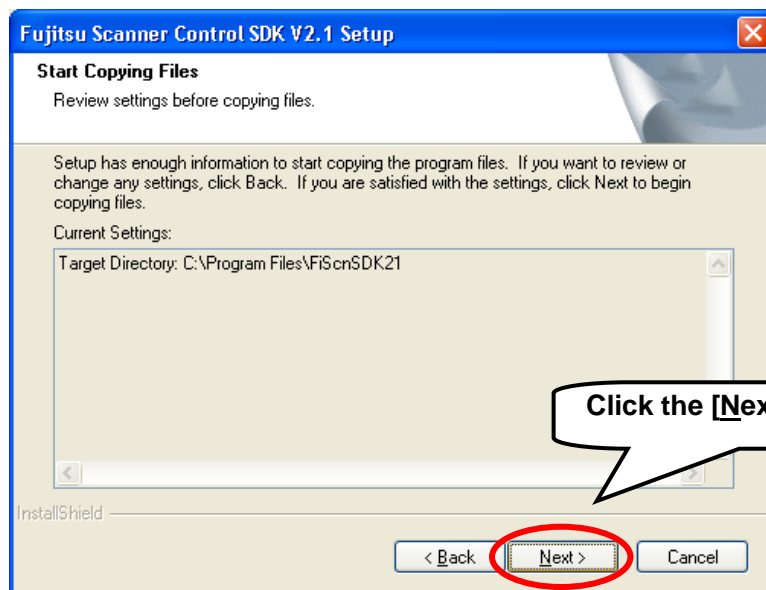 Fujitsu Scanner Control SDK V2.1 Setup
Start Copying Files
Review settings before copying files.
Setup has enough information to start copying the program files.  If you want to review or
change any settings, click Back.  If you are satisfied with the settings, click Next to begin
copying files.
Current Settings:
Target Directory: C:\Program Files\FiScnSDK21
Click the [Nex
InstallShield
< Back
Next >
Cancel